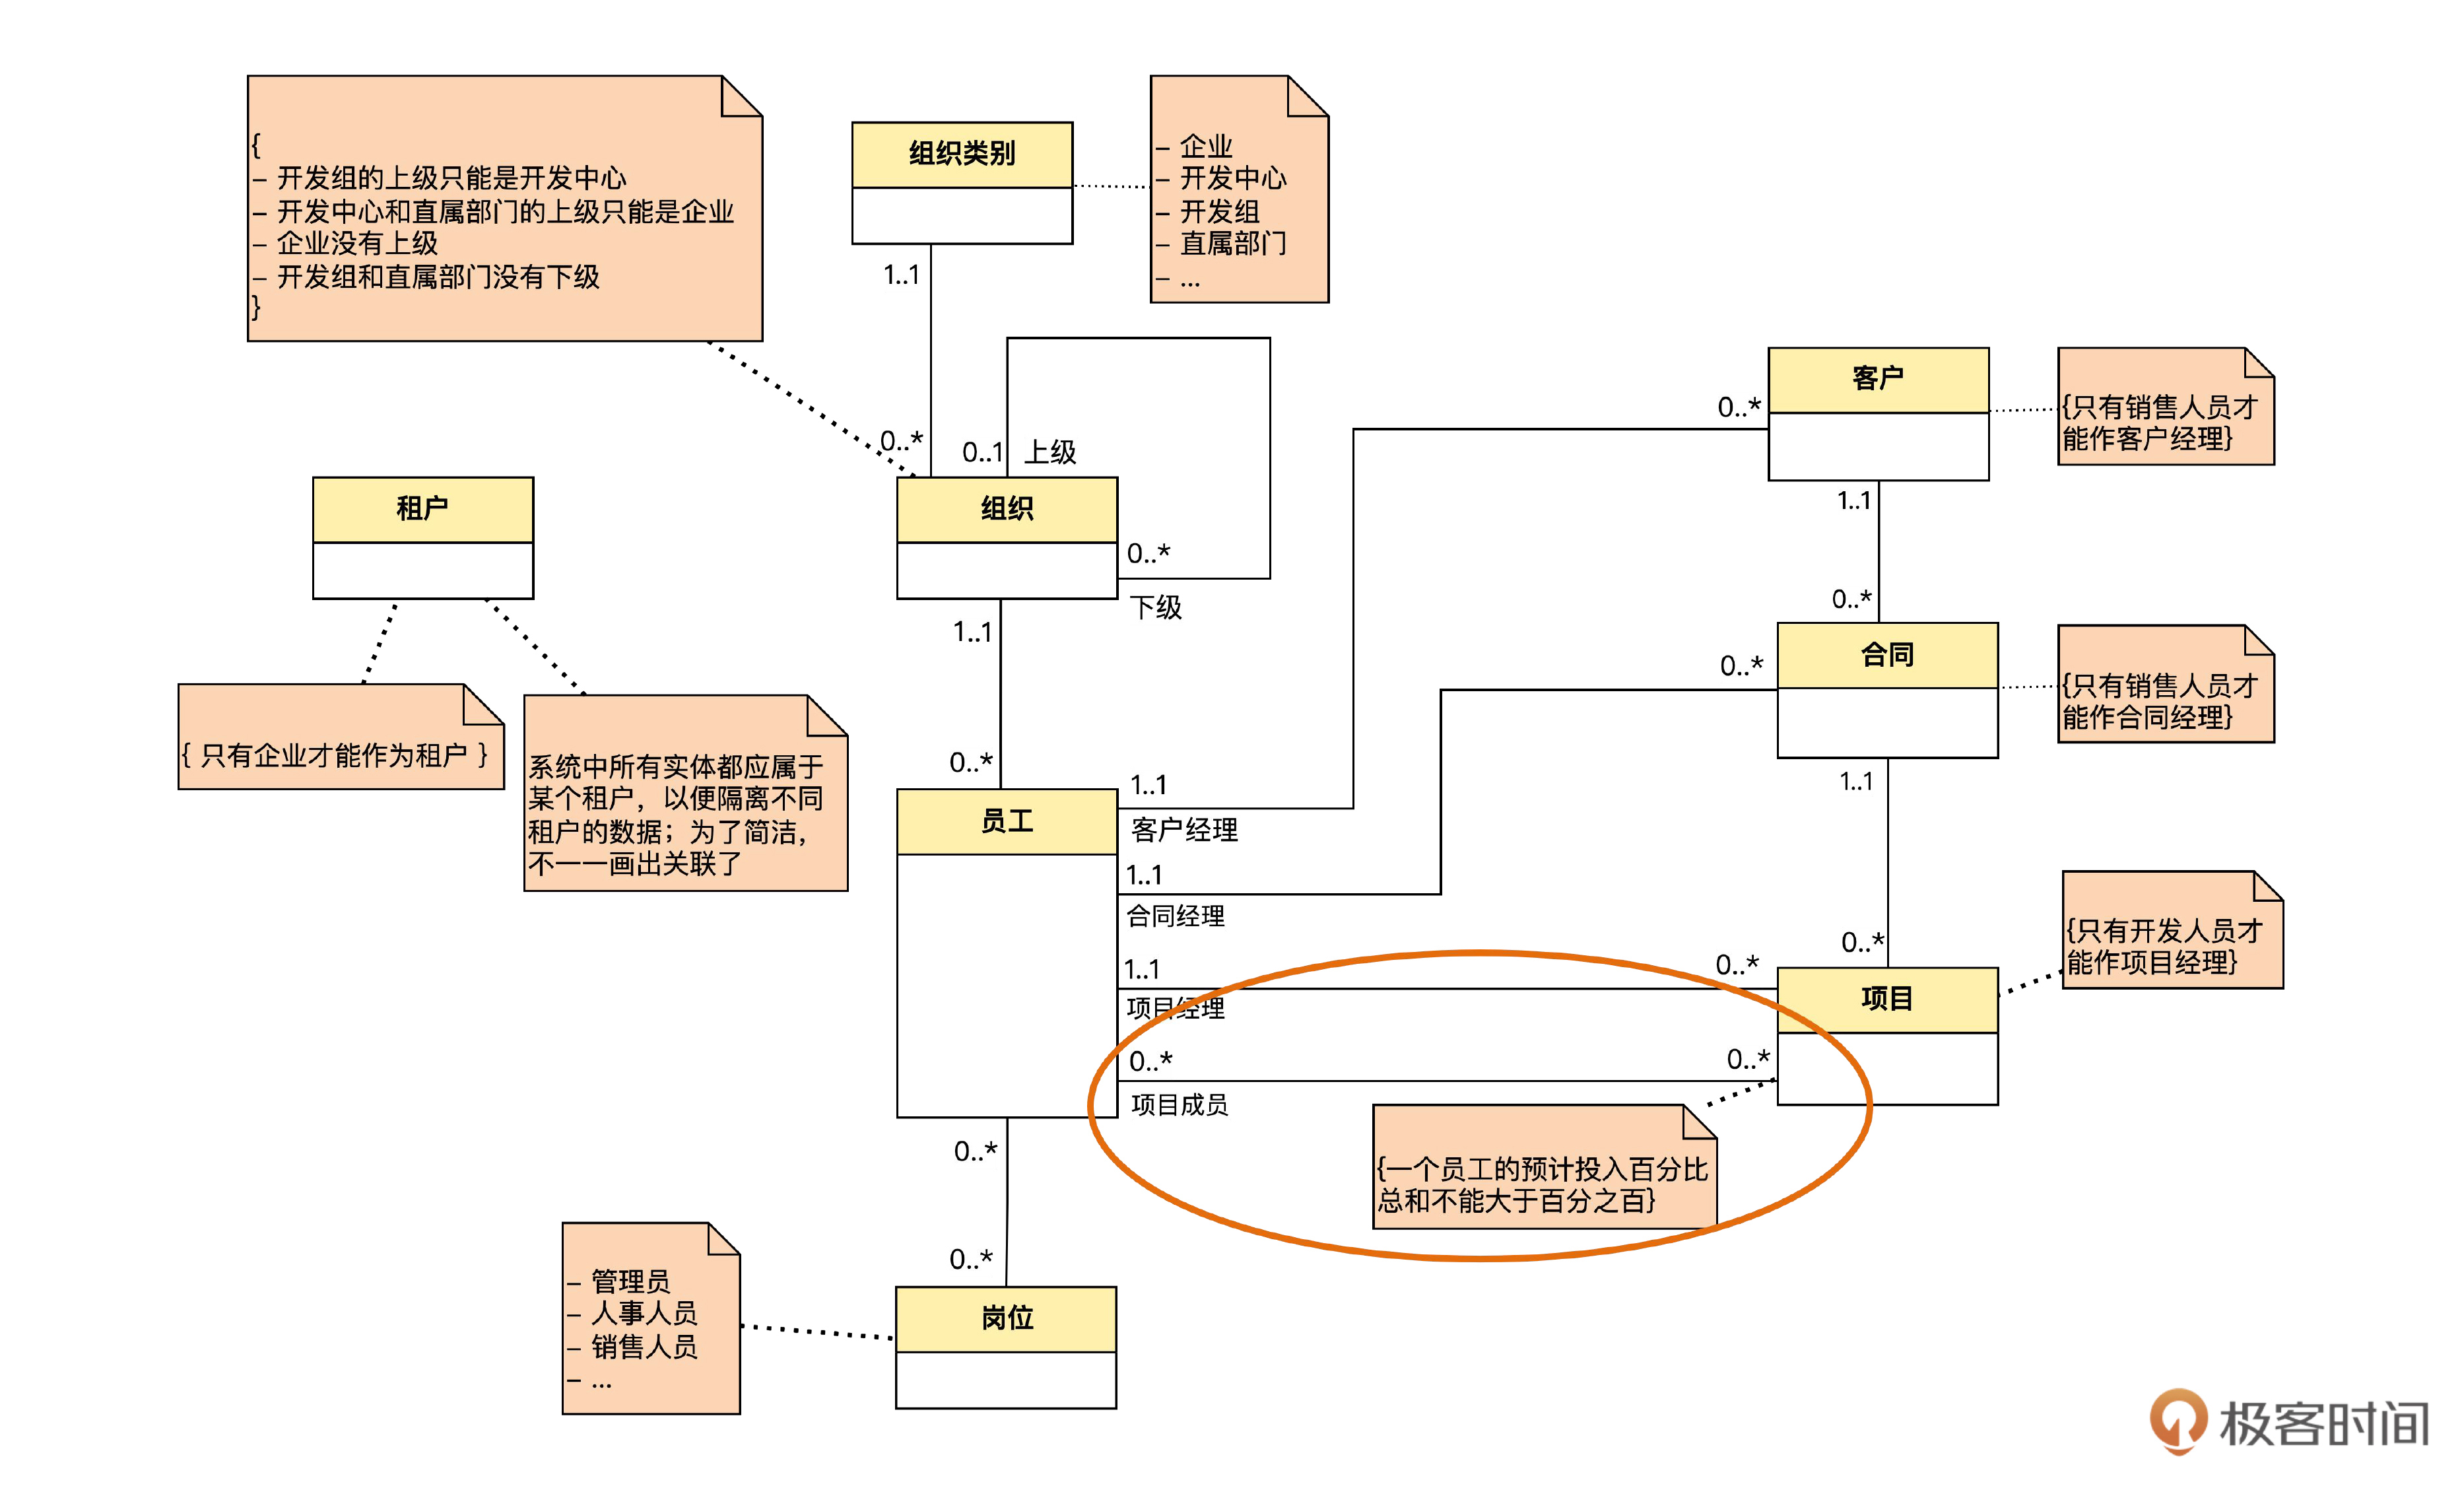 {
– 开发组的上级只能是开发中心
– 开发中心和直属部门的上级只能是企业
– 企业没有上级
– 开发组和直属部门没有下级
}
组织类别
– 企业
– 开发中心
– 开发组
– 直属部门
– ...
1..1
0..*
0..1
上级
组织
0..*
下级
1..1
0..*
租户
{ 只有企业才能作为租户 }
系统中所有实体都应属于
某个租户，以便隔离不同
租户的数据；为了简洁，
不一一画出关联了
客户
0..*
{只有销售人员才
能作客户经理}
1..1
0..*
合同
0..*
{只有销售人员才
能作合同经理}
1..1
0..*
员工
1..1
客户经理
1..1
合同经理
1..1
项目经理
0..*
项目
{只有开发人员才
能作项目经理}
0..*
项目成员
0..*
{一个员工的预计投入百分比
总和不能大于百分之百}
0..*
0..*
岗位
– 管理员
– 人事人员
– 销售人员
– ...
极客时间